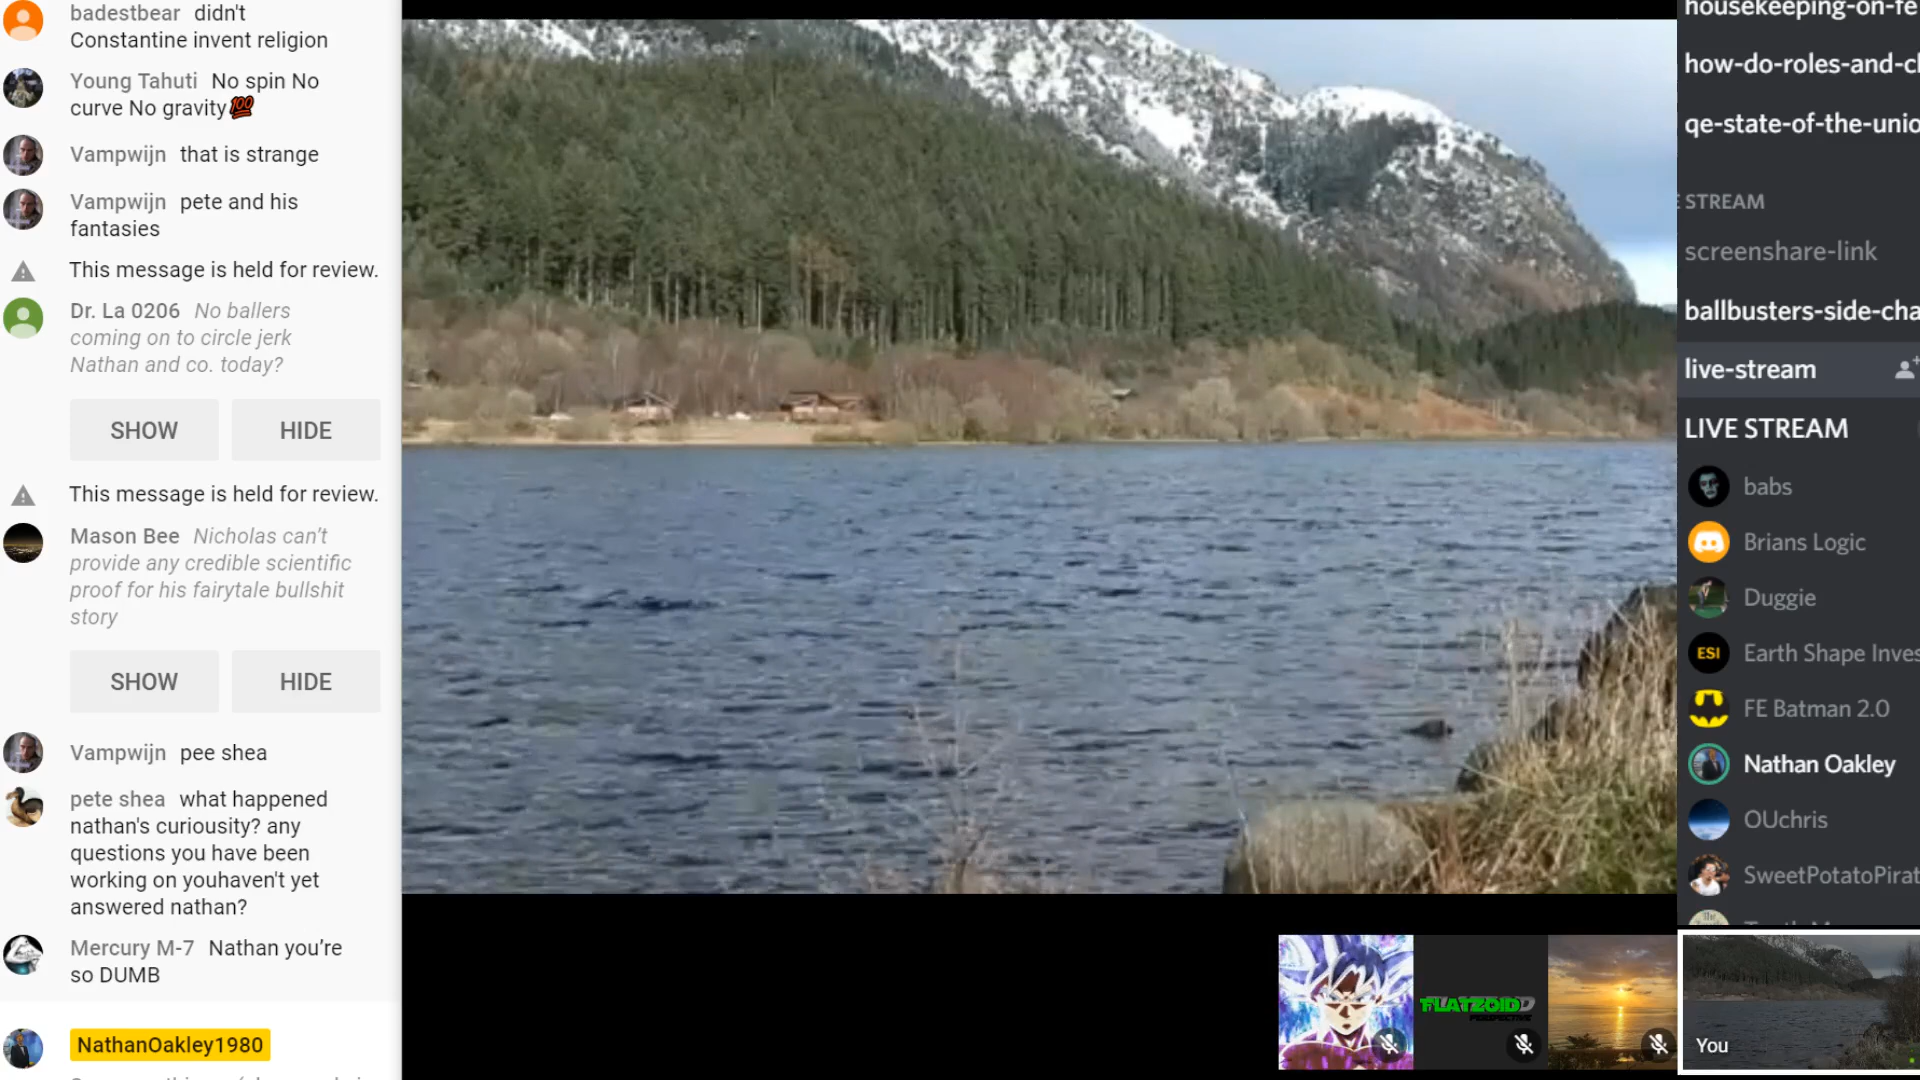 badestbear didn't
Constantine invent religion
Young Tahuti No spin No
curve No gravity💯
Vampwijn that is strange
Vampwijn pete and his
fantasies
This message is held for review.
Dr. La 0206 No ballers
coming on to circle jerk
Nathan and co. today?
SHOW HIDE
This message is held for review.
Mason Bee Nicholas can't
provide any credible scientific
proof for his fairytale bullshit
story
SHOW HIDE
Vampwijn pee shea
pete shea what happened
nathan's curiousity? any
questions you have been
working on youhaven't yet
answered nathan?
Mercury M-7 Nathan you're
so DUMB
NathanOakley1980
housekeeping-on-fe
how-do-roles-and-cl
qe-state-of-the-unio
STREAM
screenshare-link
ballbusters-side-cha
live-stream
LIVE STREAM
babs
Brians Logic
Duggie
ESI Earth Shape Inves
FE Batman 2.0
Nathan Oakley
OUchris
SweetPotatoPirat
FLATZOID
PERSPECTIVE
You